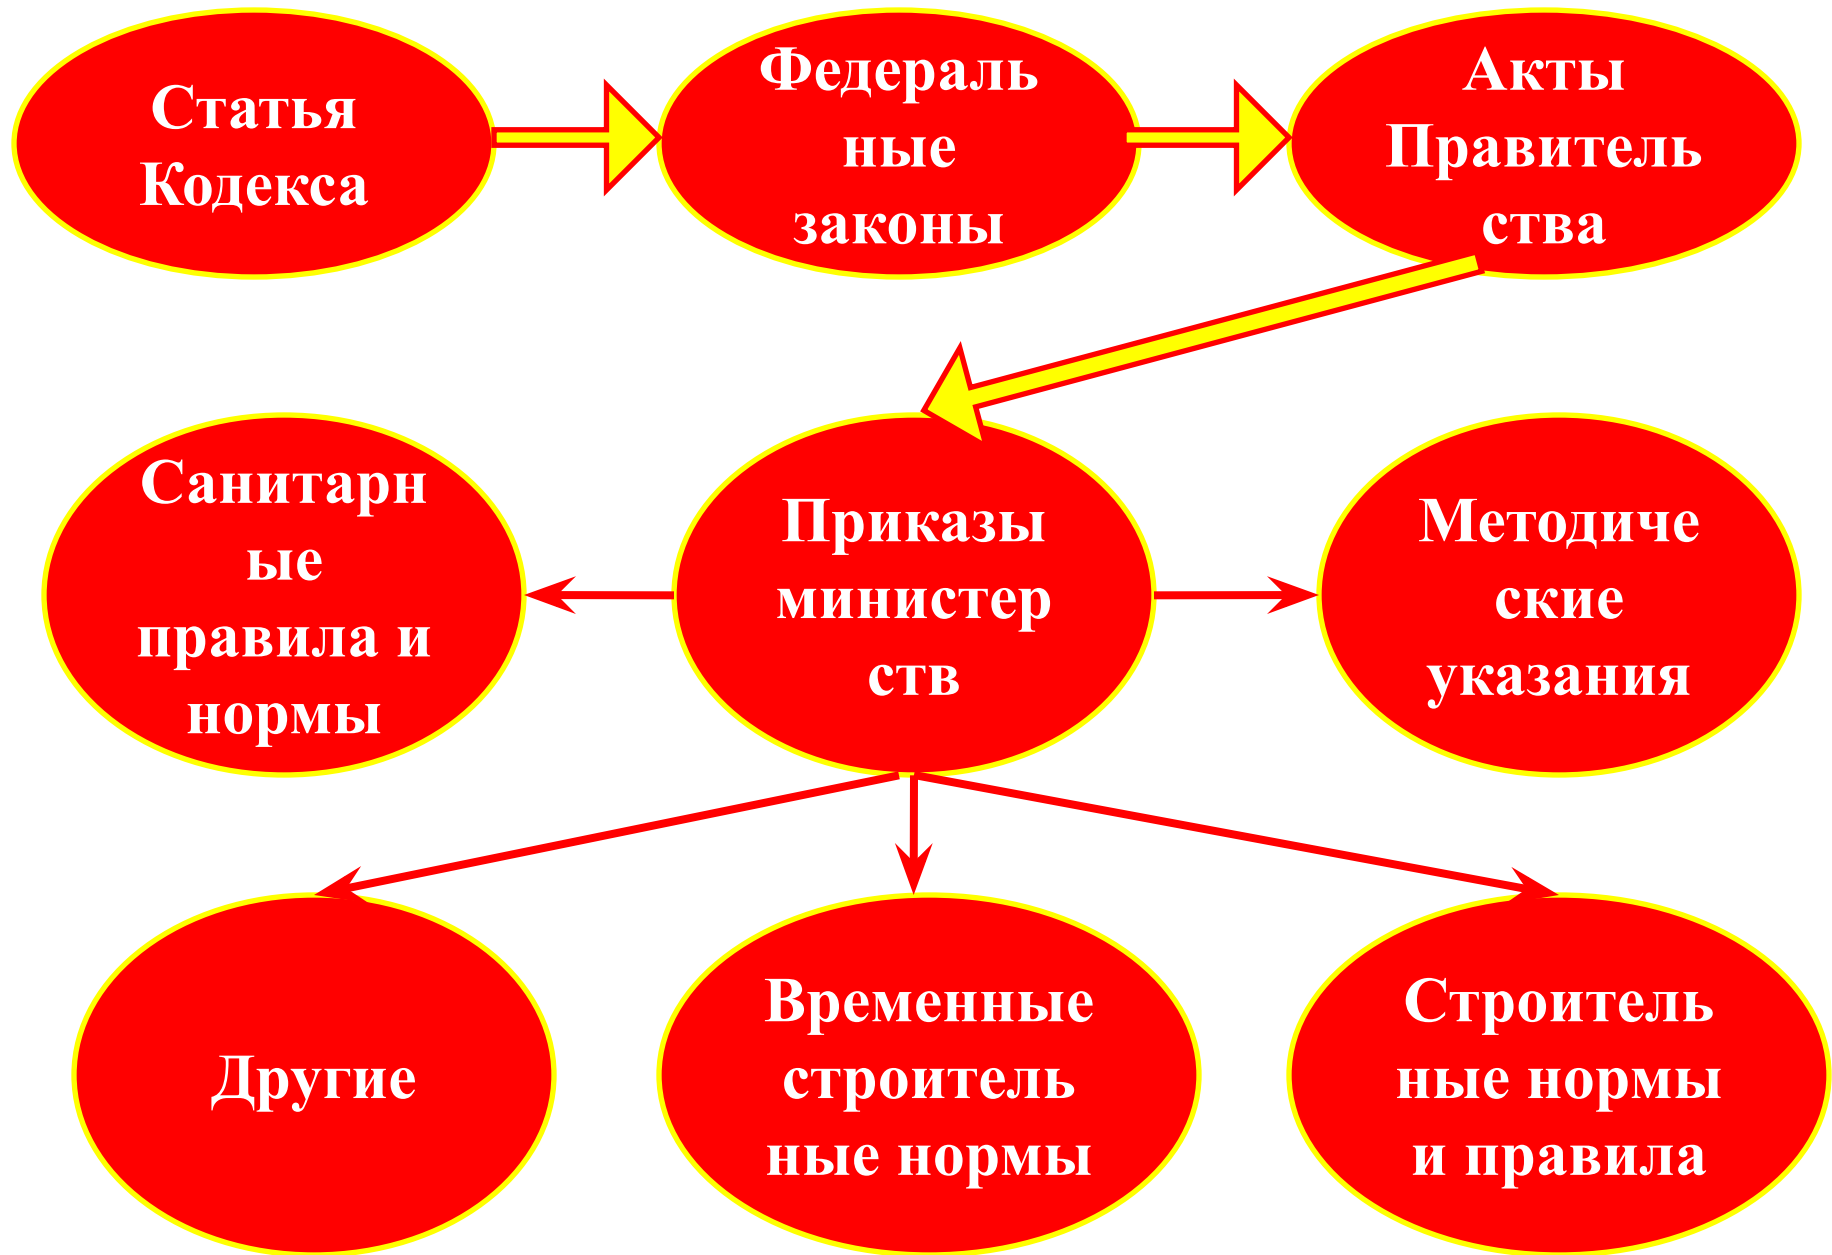 Статья
Кодекса
Федераль
ные
законы
Акты
Правитель
ства
Санитарн
ые
правила и
нормы
Приказы
министер
ств
Методиче
ские
указания
Другие
Временные
строитель
ные нормы
Строитель
ные нормы
и правила